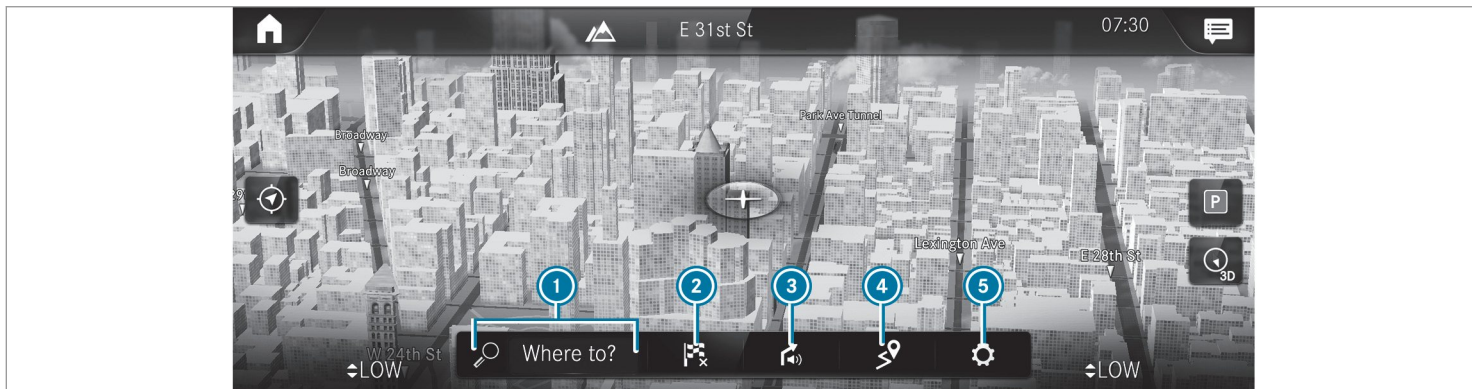 E 31st St
07:30
Park Ave Tunnel
Broadway
Broadway
29
P
Lexington Ave
E 28th St
3D
1
2
3
4
5
W 24th St
Where to?
LOW
LOW